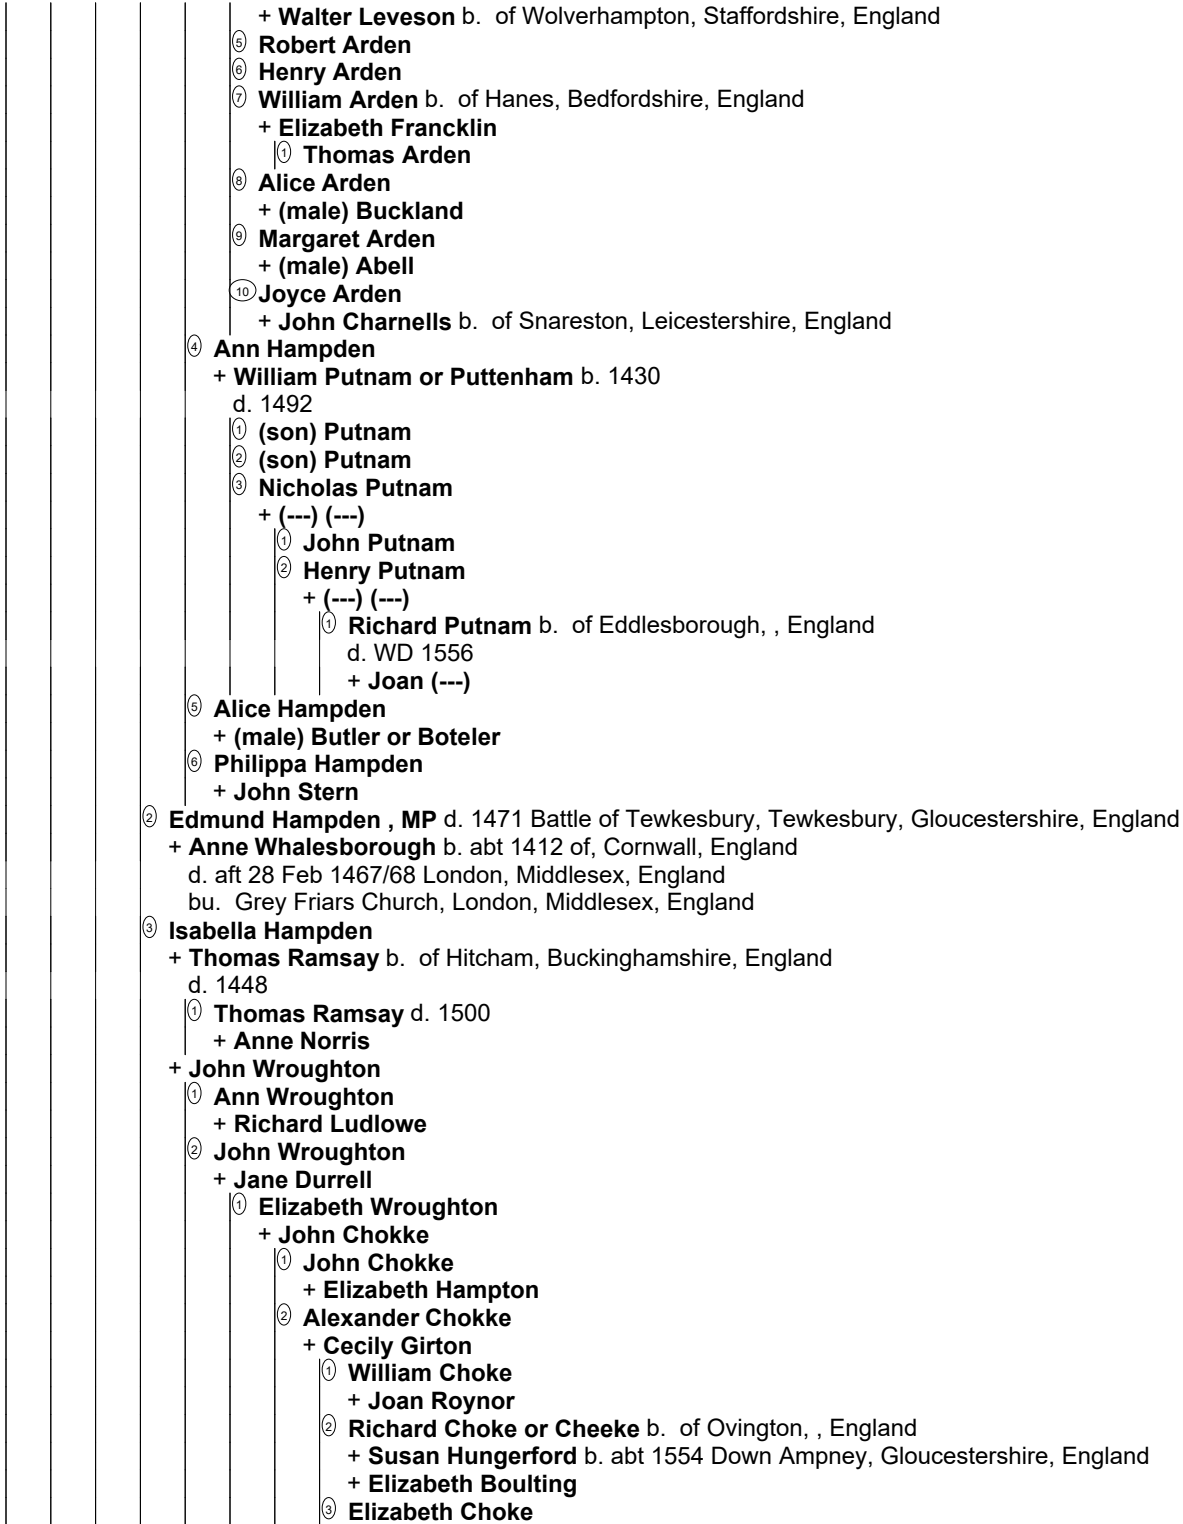 + Walter Leveson b.  of Wolverhampton, Staffordshire, England
5 Robert Arden
6 Henry Arden
7 William Arden b.  of Hanes, Bedfordshire, England
+ Elizabeth Francklin
1 Thomas Arden
8 Alice Arden
+ (male) Buckland
9 Margaret Arden
+ (male) Abell
10 Joyce Arden
+ John Charnells b.  of Snareston, Leicestershire, England
4 Ann Hampden
+ William Putnam or Puttenham b. 1430
d. 1492
1 (son) Putnam
2 (son) Putnam
3 Nicholas Putnam
+ (---) (---)
1 John Putnam
2 Henry Putnam
+ (---) (---)
1 Richard Putnam b.  of Eddlesborough, , England
d. WD 1556
+ Joan (---)
5 Alice Hampden
+ (male) Butler or Boteler
6 Philippa Hampden
+ John Stern
2 Edmund Hampden , MP d. 1471 Battle of Tewkesbury, Tewkesbury, Gloucestershire, England
+ Anne Whalesborough b. abt 1412 of, Cornwall, England
d. aft 28 Feb 1467/68 London, Middlesex, England
bu.  Grey Friars Church, London, Middlesex, England
3 Isabella Hampden
+ Thomas Ramsay b.  of Hitcham, Buckinghamshire, England
d. 1448
1 Thomas Ramsay d. 1500
+ Anne Norris
+ John Wroughton
1 Ann Wroughton
+ Richard Ludlowe
2 John Wroughton
+ Jane Durrell
1 Elizabeth Wroughton
+ John Chokke
1 John Chokke
+ Elizabeth Hampton
2 Alexander Chokke
+ Cecily Girton
1 William Choke
+ Joan Roynor
2 Richard Choke or Cheeke b.  of Ovington, , England
+ Susan Hungerford b. abt 1554 Down Ampney, Gloucestershire, England
+ Elizabeth Boulting
3 Elizabeth Choke